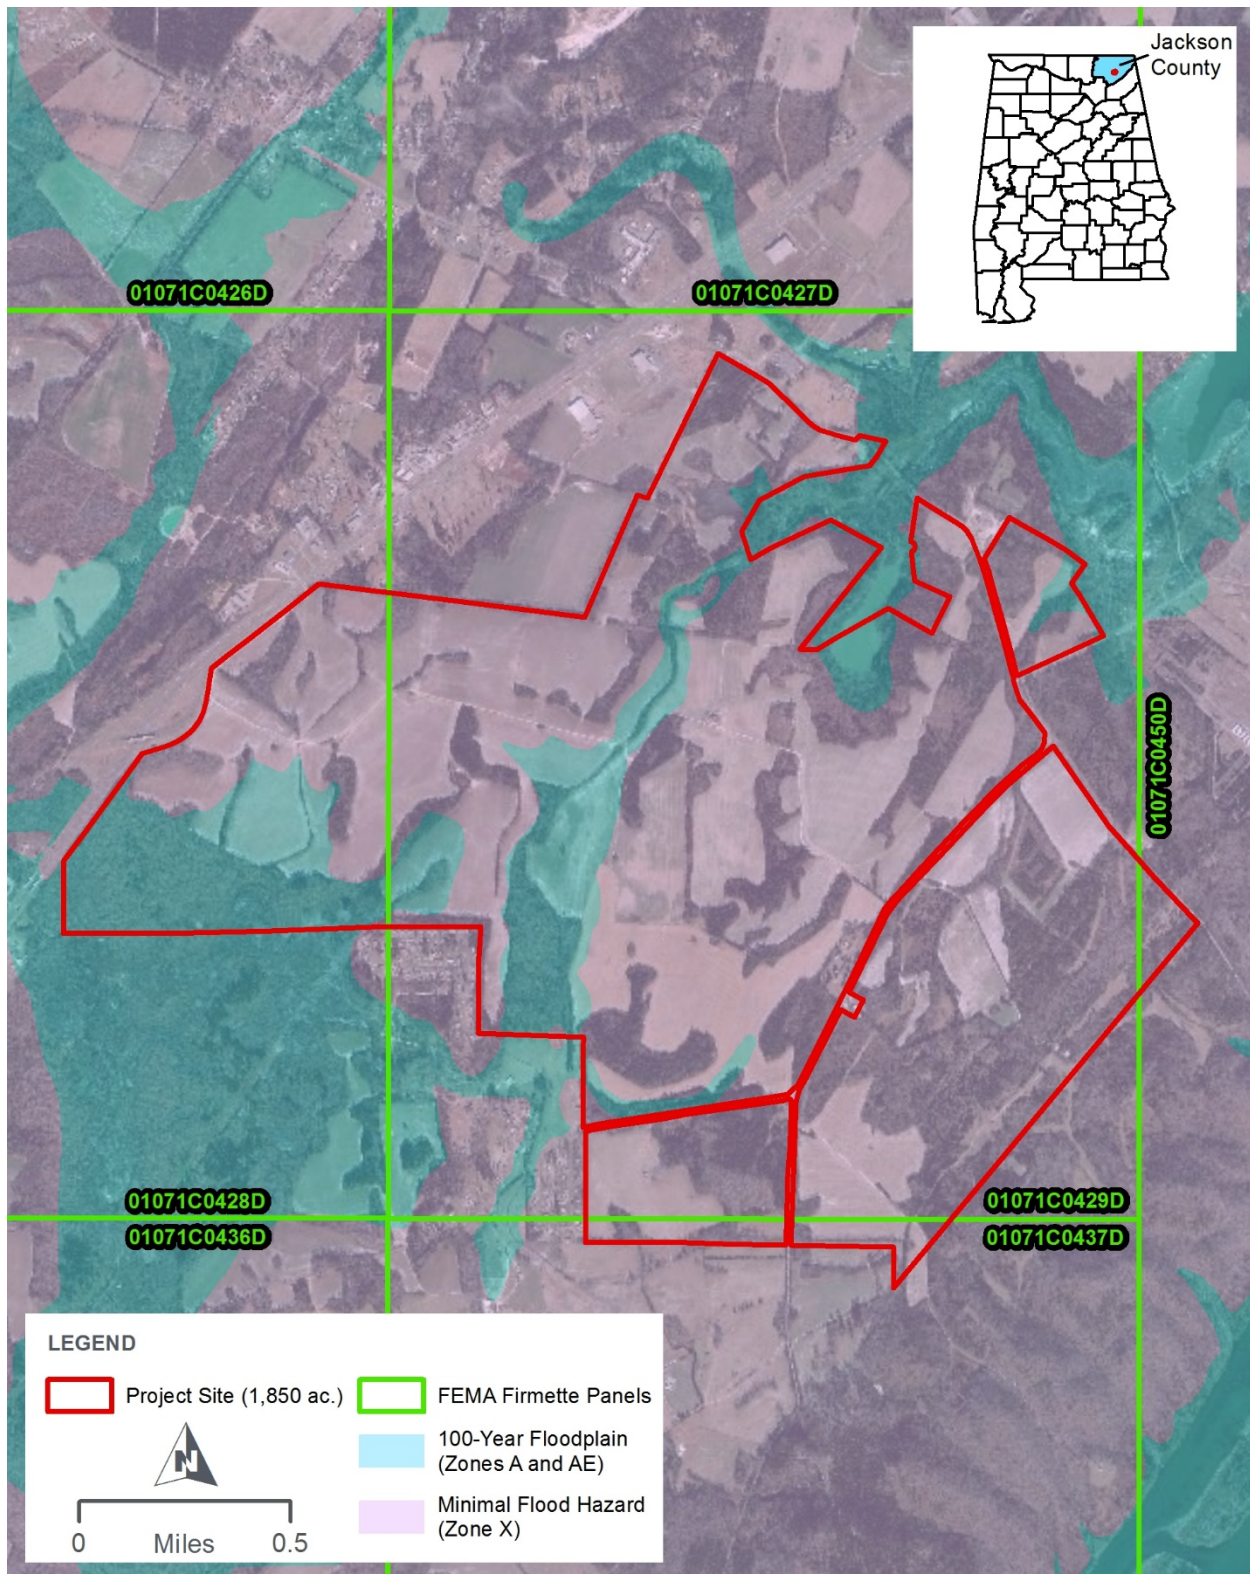 Jackson
County
01071C0426D
01071C0427D
01071C0450D
01071C0428D
01071C0429D
01071C0436D
01071C0437D
LEGEND
Project Site (1,850 ac.)
FEMA Firmette Panels
100-Year Floodplain
(Zones A and AE)
Minimal Flood Hazard
(Zone X)
N
0 Miles 0.5